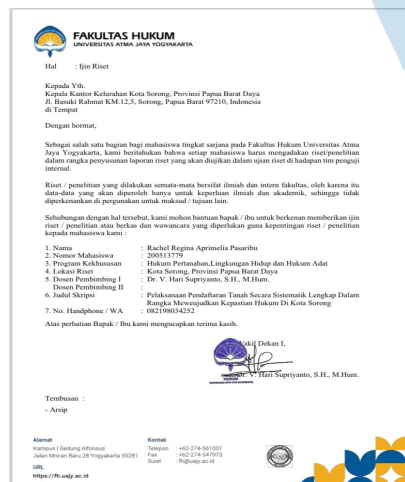 FAKULTAS HUKUM
UNIVERSITAS ATMA JAYA YOGYAKARTA
Hal : Ijin Riset
Kepada Yth.
Kepala Kantor Kelurahan Kota Sorong, Provinsi Papua Barat Daya
Jl. Basuki Rahmat KM.12,5, Sorong, Papua Barat 97210, Indonesia
di Tempat
Dengan hormat,
Sebagai salah satu bagian bagi mahasiswa tingkat sarjana pada Fakultas Hukum Universitas Atma
Jaya Yogyakarta, kami beritahukan bahwa setiap mahasiswa harus mengadakan riset/penelitian
dalam rangka penyusunan laporan riset yang akan diujikan dalam ujian riset di hadapan tim penguji
internal.
Riset / penelitian yang dilakukan semata-mata bersifat ilmiah dan intern fakultas, oleh karena itu
data-data yang akan diperoleh hanya untuk keperluan ilmiah dan akademik, sehingga tidak
diperkenankan di pergunakan untuk maksud / tujuan lain.
Sehubungan dengan hal tersebut, kami mohon bantuan bapak / ibu untuk berkenan memberikan ijin
riset / penelitian atau berkas dan wawancara yang diperlukan guna kepentingan riset / penelitian
kepada mahasiswa kami :
1. Nama : Rachel Regina Aprimelia Pasaribu
2. Nomor Mahasiswa : 200513779
3. Program Kekhususan : Hukum Pertanahan,Lingkungan Hidup dan Hukum Adat
4. Lokasi Riset : Kota Sorong, Provinsi Papua Barat Daya
5. Dosen Pembimbing I : Dr. V. Hari Supriyanto, S.H., M.Hum.
Dosen Pembimbing II :
6. Judul Skripsi : Pelaksanaan Pendaftaran Tanah Secara Sistematik Lengkap Dalam
Rangka Mewujudkan Kepastian Hukum Di Kota Sorong
7. No. Handphone / WA : 082198034252
Atas perhatian Bapak / Ibu kami mengucapkan terima kasih.
Wakil Dekan I,
Dr. V. Hari Supriyanto, S.H., M.Hum.
Tembusan :
- Arsip
Alamat
Kampus I Gedung Alfonsus
Jalan Mrican Baru 28 Yogyakarta 55281
URL
https://fh.uajy.ac.id
Kontak
Telepon : +62-274-561031
Fax : +62-274-547973
Surel : fh@uajy.ac.id